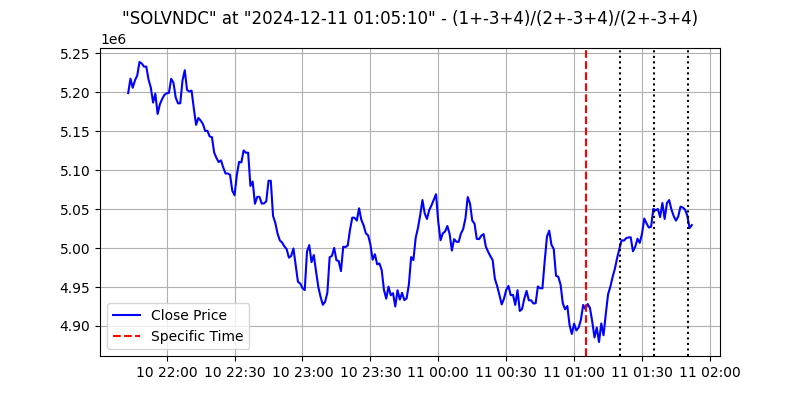 "SOLVNDC" at "2024-12-11 01:05:10" - (1+-3+4)/(2+-3+4)/(2+-3+4)
1e6
5.25
5.20
5.15
5.10
5.05
5.00
4.95
4.90
Close Price
Specific Time
10 22:00 10 22:30 10 23:00 10 23:30 11 00:00 11 00:30 11 01:00 11 01:30 11 02:00